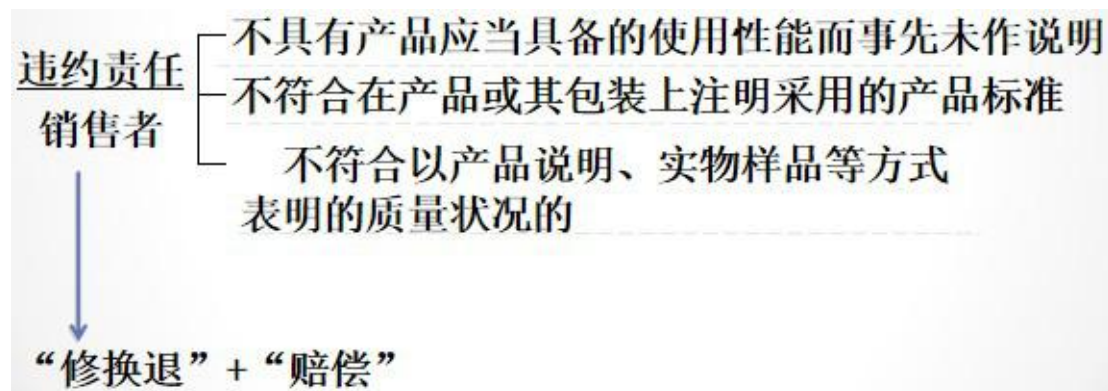 不具有产品应当具备的使用性能而事先未作说明
违约责任
不符合在产品或其包装上注明采用的产品标准
销售者
不符合以产品说明、实物样品等方式
表明的质量状况的
“修换退”+“赔偿”